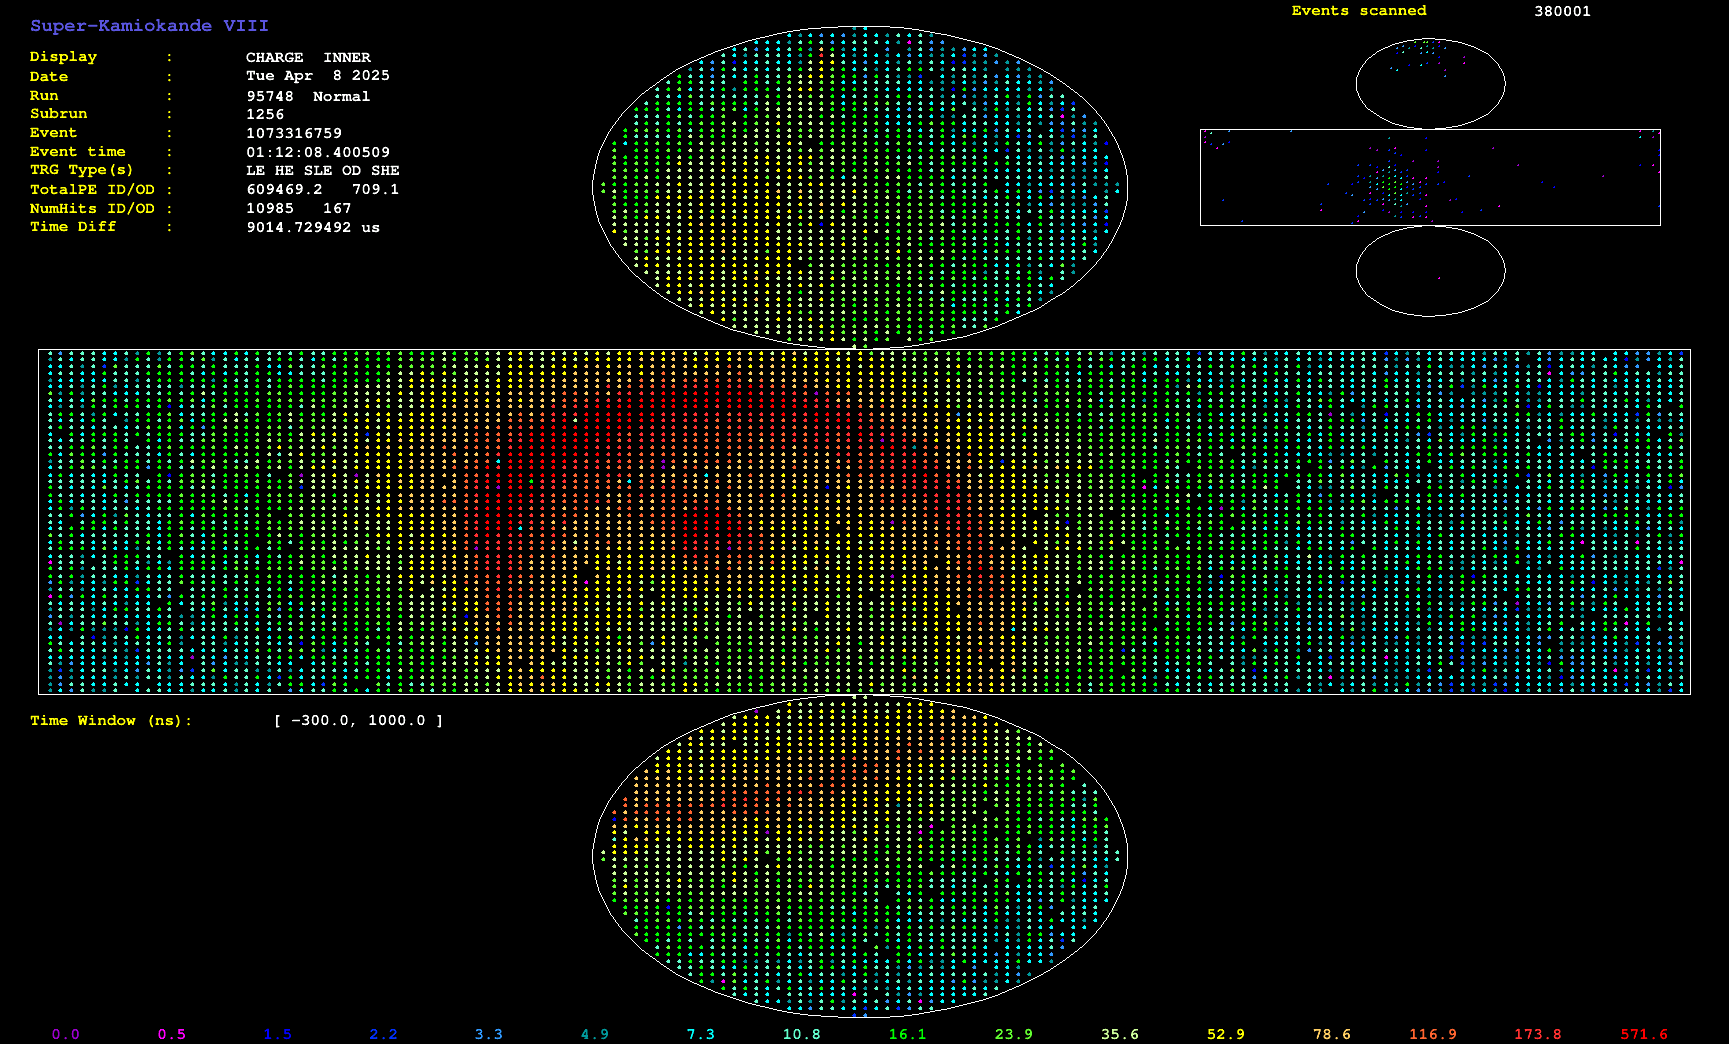 Super-Kamiokande VIII
Events scanned 380001
Display : CHARGE INNER
Date : Tue Apr 8 2025
Run : 95748 Normal
Subrun : 1256
Event : 1073316759
Event time : 01:12:08.400509
TRG Type(s) : LE HE SLE OD SHE
TotalPE ID/OD : 609469.2 709.1
NumHits ID/OD : 10985 167
Time Diff : 9014.729492 us
Time Window (ns): [ -300.0, 1000.0 ]
0.0 0.5 1.5 2.2 3.3 4.9 7.3 10.8 16.1 23.9 35.6 52.9 78.6 116.9 173.8 571.6